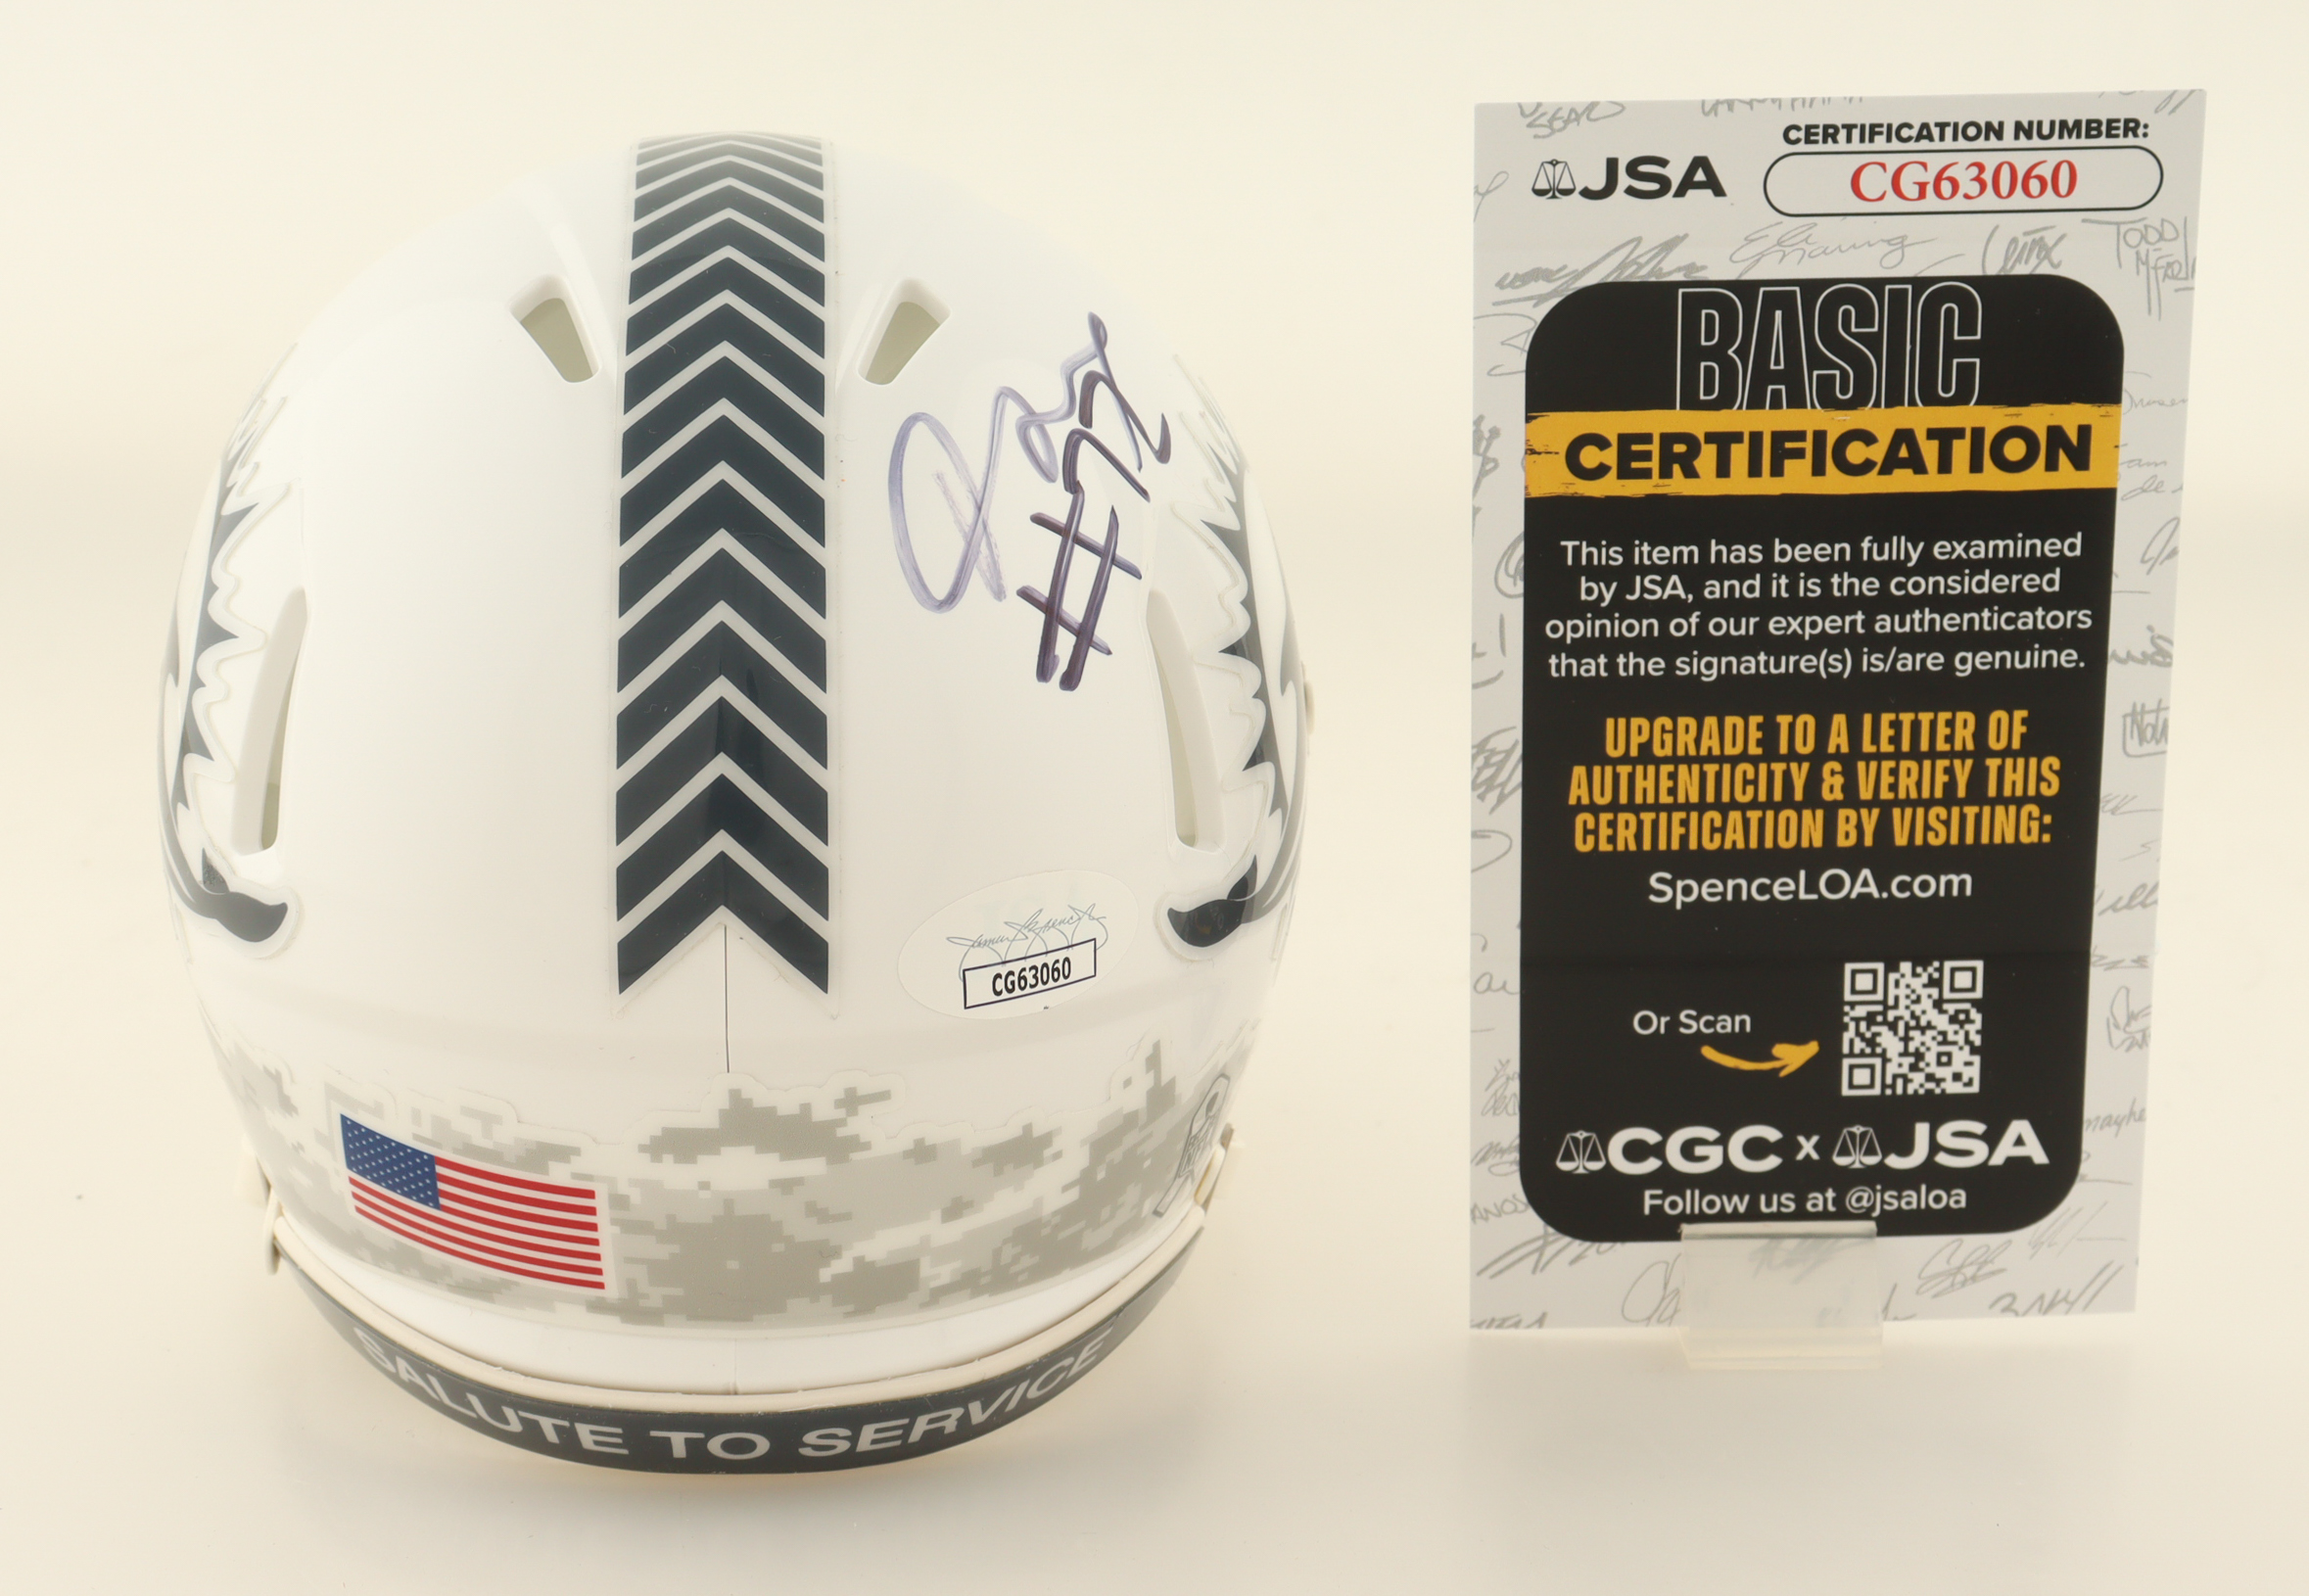 #12
CG63060
SALUTE TO SERVICE
JSA
CERTIFICATION NUMBER:
CG63060
BASIC
CERTIFICATION
This item has been fully examined
by JSA, and it is the considered
opinion of our expert authenticators
that the signature(s) is/are genuine.
UPGRADE TO A LETTER OF
AUTHENTICITY & VERIFY THIS
CERTIFICATION BY VISITING:
SpenceLOA.com
Or Scan
CGC x JSA
Follow us at @jsaloa